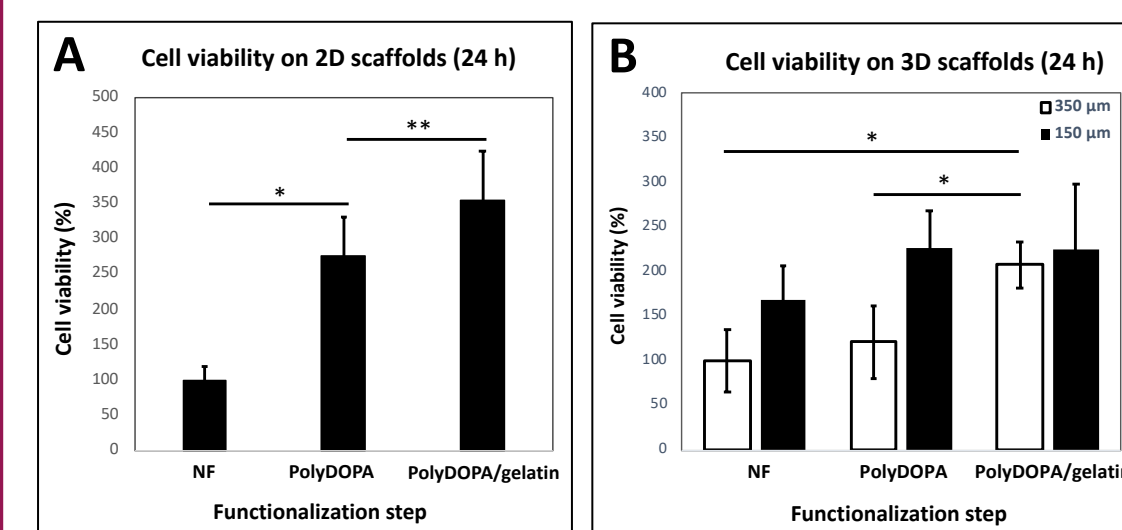 A
Cell viability on 2D scaffolds (24 h)
500
450
400
350
300
250
200
150
100
50
0
Cell viability (%)
*
**
NF PolyDOPA PolyDOPA/gelatin
Functionalization step
B
Cell viability on 3D scaffolds (24 h)
400
350
300
250
200
150
100
50
0
Cell viability (%)
350 µm
150 µm
*
*
NF PolyDOPA PolyDOPA/gelatin
Functionalization step